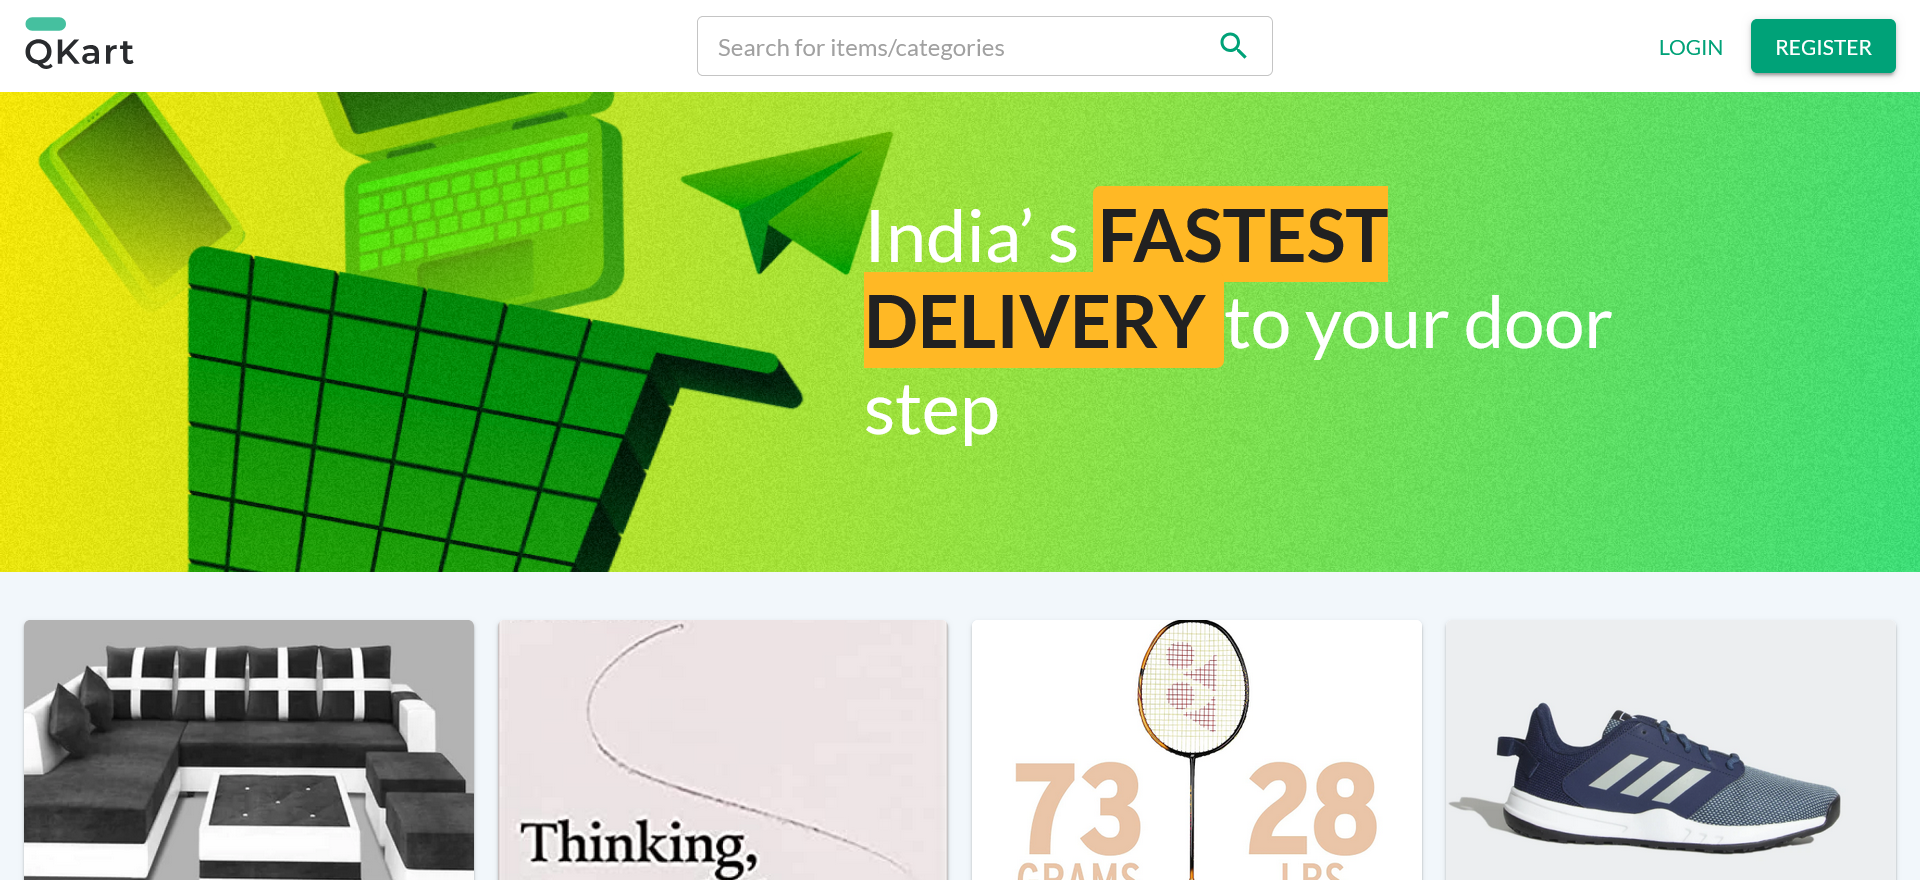 QKart
Search for items/categories
LOGIN
REGISTER
India’ s FASTEST
DELIVERY to your door
step
Thinking,
73
GRAMS
28
LBS